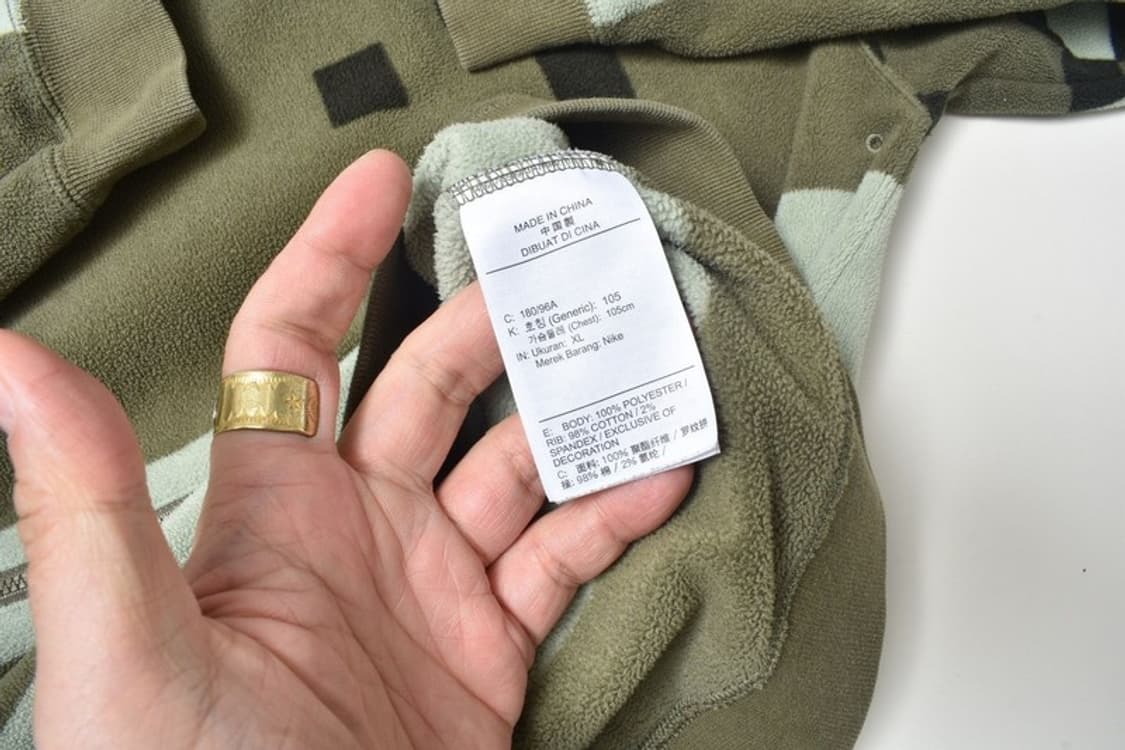 MADE IN CHINA
中国製
DIBUAT DI CINA
C: 180/96A
K: 호칭 (Generic): 105
가슴둘레 (Chest): 105cm
IN: Ukuran: XL
Merek Barang: Nike
E: BODY: 100% POLYESTER /
RIB: 98% COTTON / 2%
SPANDEX / EXCLUSIVE OF
DECORATION
C: 面料: 100% 聚酯纤维 / 罗纹拼
接: 98% 棉 / 2% 氨纶 /